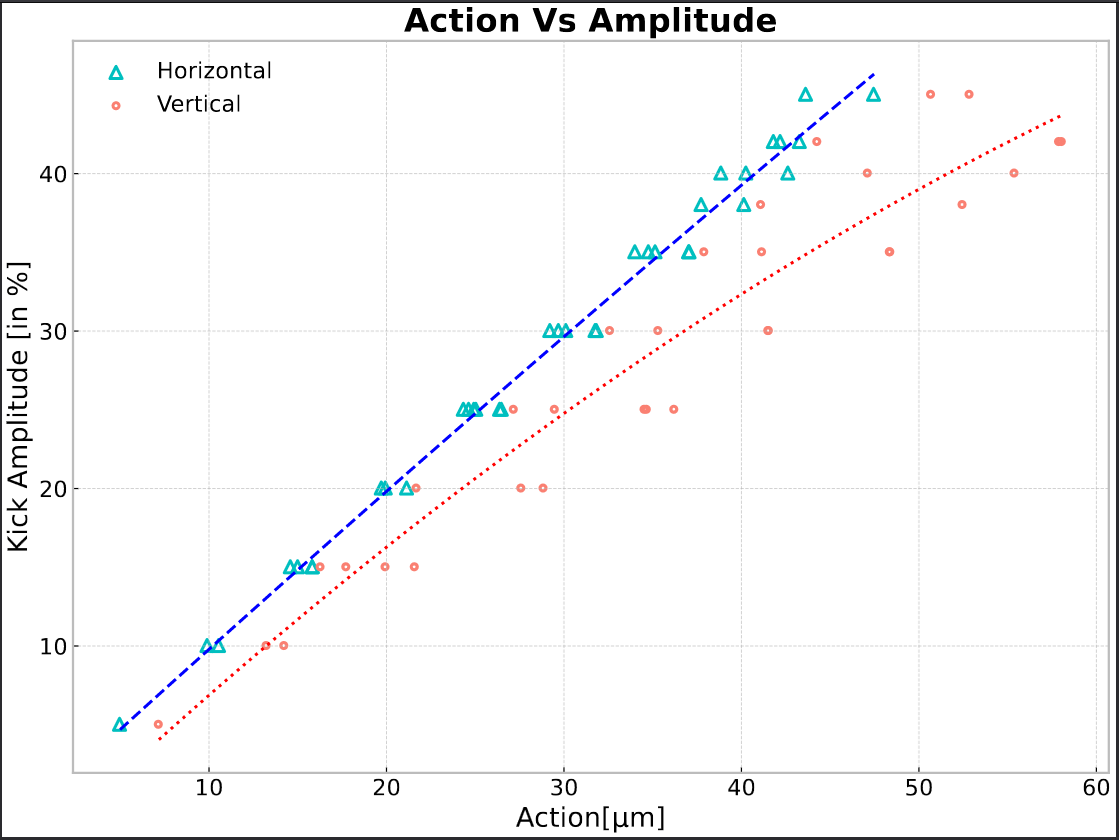 Action Vs Amplitude
Horizontal
Vertical
Kick Amplitude [in %]
40
30
20
10
10 20 30 40 50 60
Action[μm]